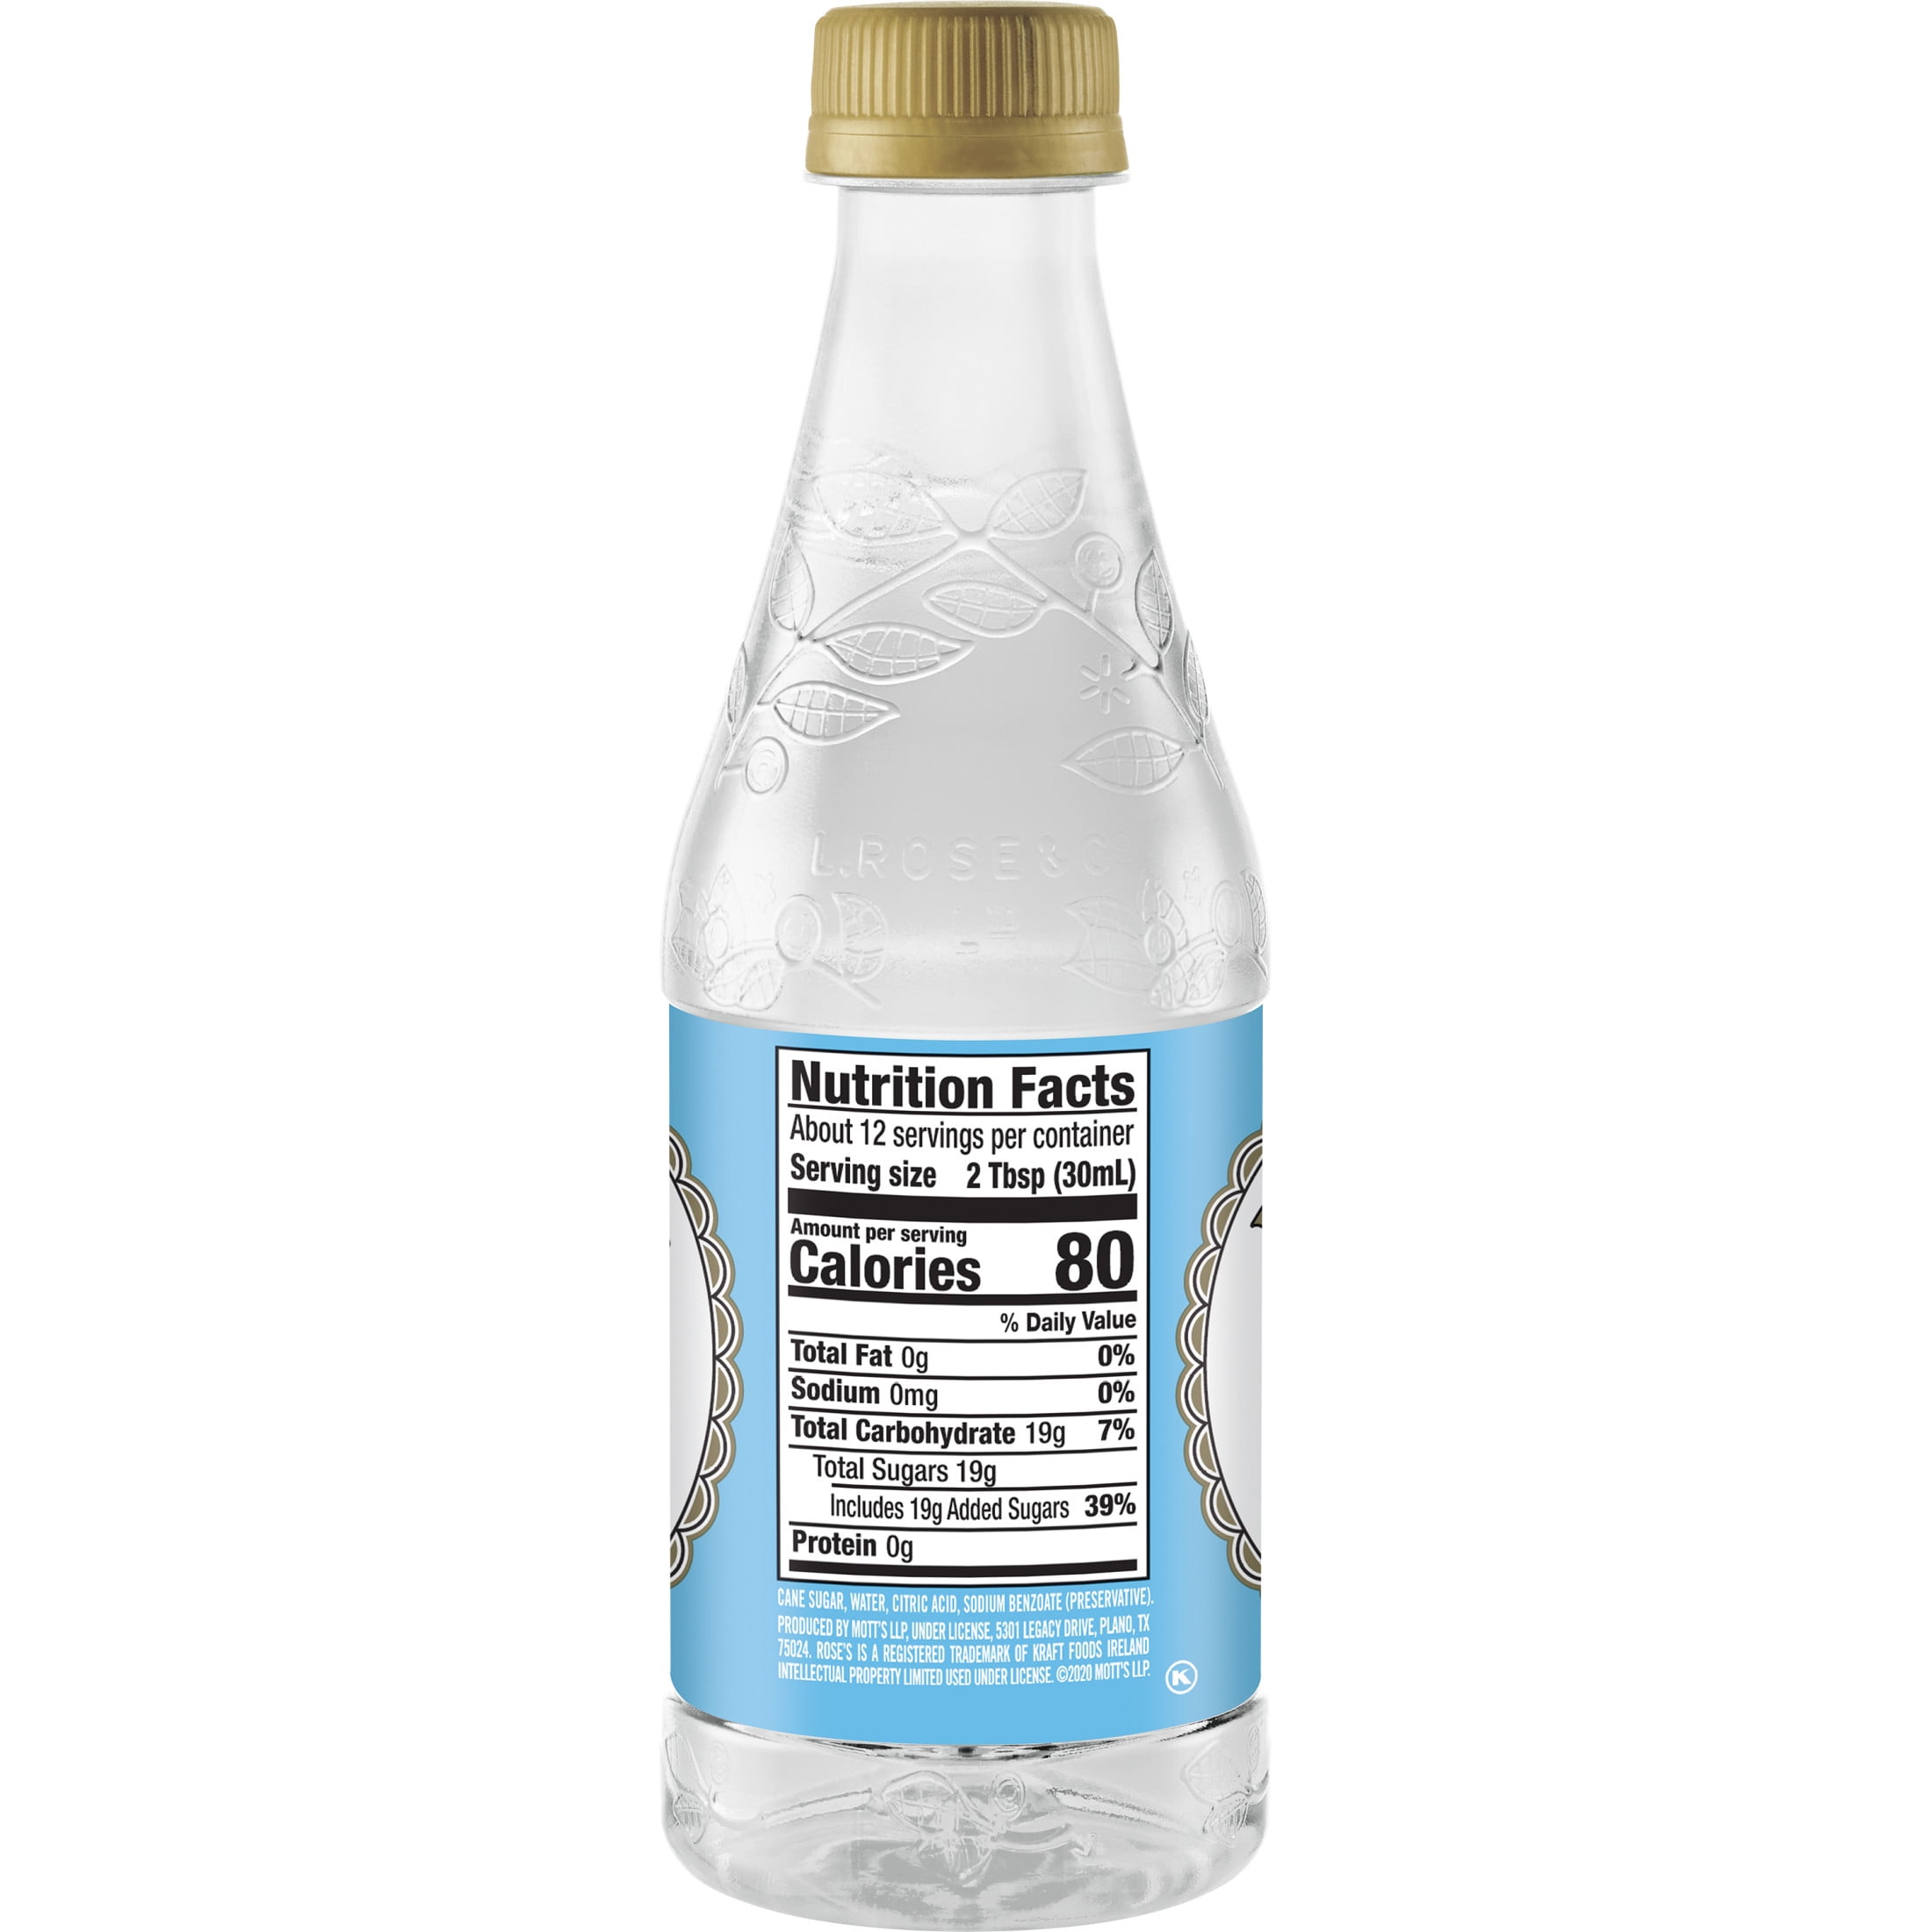 L.ROSE & Co
Nutrition Facts
About 12 servings per container
Serving size 2 Tbsp (30mL)
Amount per serving
Calories 80
% Daily Value
Total Fat 0g 0%
Sodium 0mg 0%
Total Carbohydrate 19g 7%
Total Sugars 19g
Includes 19g Added Sugars 39%
Protein 0g
CANE SUGAR, WATER, CITRIC ACID, SODIUM BENZOATE (PRESERVATIVE).
PRODUCED BY MOTT'S LLP, UNDER LICENSE, 5301 LEGACY DRIVE, PLANO, TX
75024. ROSE'S IS A REGISTERED TRADEMARK OF KRAFT FOODS IRELAND
INTELLECTUAL PROPERTY LIMITED USED UNDER LICENSE. ©2020 MOTT'S LLP.
K